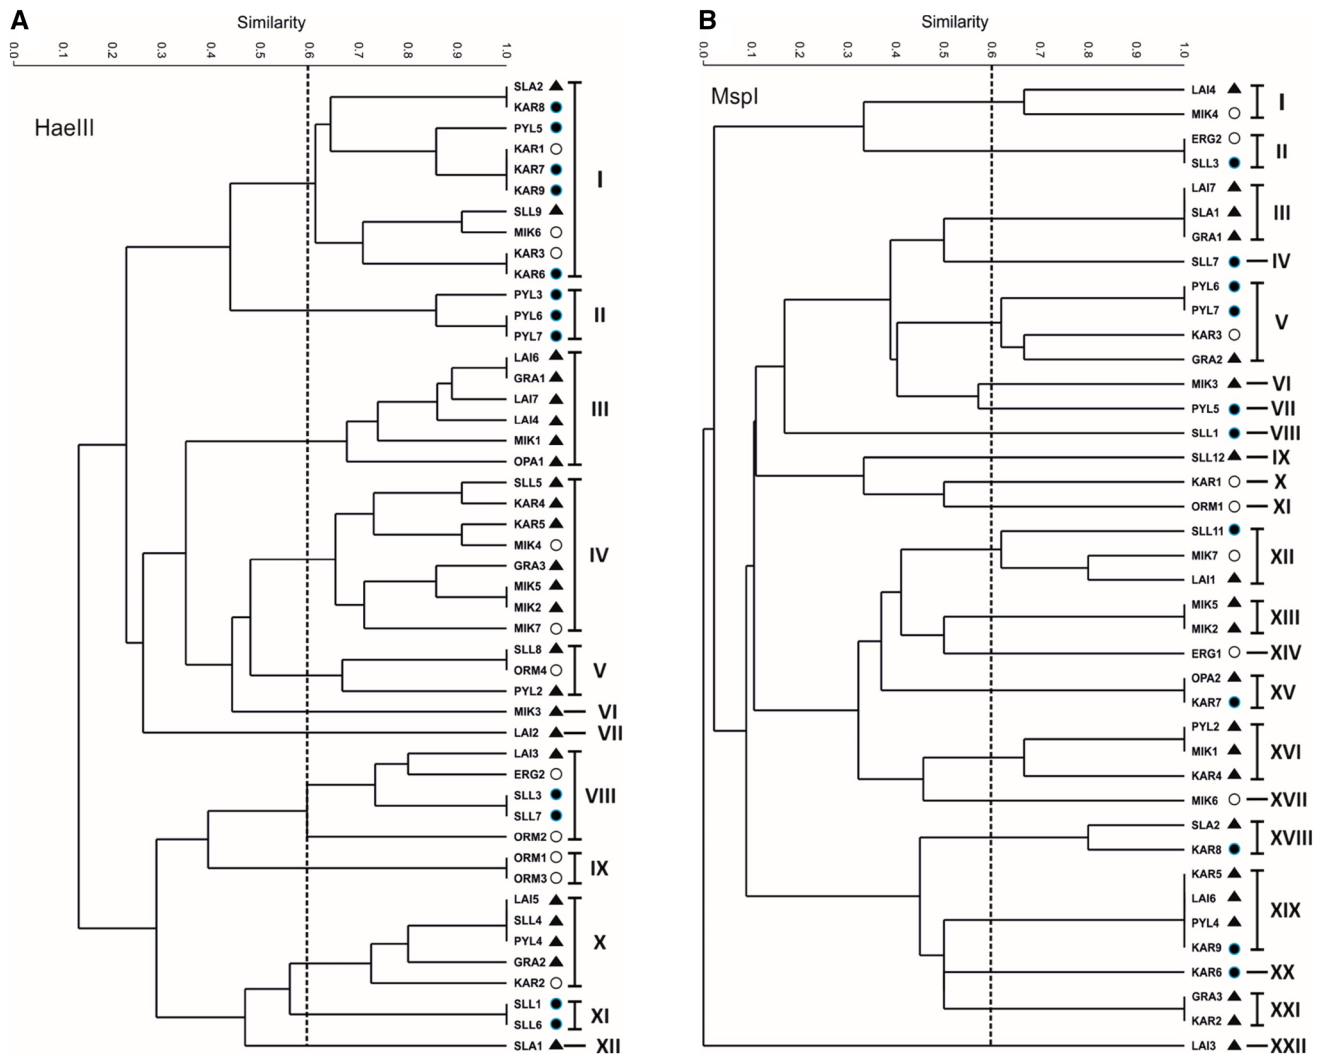 A
Similarity
0.0 0.1 0.2 0.3 0.4 0.5 0.6 0.7 0.8 0.9 1.0
HaeIII
SLA2
KAR8
PYL5
KAR1
KAR7
KAR9
SLL9
MIK6
KAR3
KAR6
I
PYL3
PYL6
PYL7
II
LAI6
GRA1
LAI7
LAI4
MIK1
OPA1
III
SLL5
KAR4
KAR5
MIK4
GRA3
MIK5
MIK2
MIK7
IV
SLL8
ORM4
PYL2
V
MIK3 VI
LAI2 VII
LAI3
ERG2
SLL3
SLL7
ORM2
VIII
ORM1
ORM3
IX
LAI5
SLL4
PYL4
GRA2
KAR2
X
SLL1
SLL6
XI
SLA1 XII
B
Similarity
0.0 0.1 0.2 0.3 0.4 0.5 0.6 0.7 0.8 0.9 1.0
MspI
LAI4
MIK4
I
ERG2
SLL3
II
LAI7
SLA1
GRA1
III
SLL7 IV
PYL6
PYL7
KAR3
GRA2
V
MIK3 VI
PYL5 VII
SLL1 VIII
SLL12 IX
KAR1 X
ORM1 XI
SLL11
MIK7
LAI1
XII
MIK5
MIK2
XIII
ERG1 XIV
OPA2
KAR7
XV
PYL2
MIK1
KAR4
XVI
MIK6 XVII
SLA2
KAR8
XVIII
KAR5
LAI6
PYL4
KAR9
XIX
KAR6 XX
GRA3
KAR2
XXI
LAI3 XXII